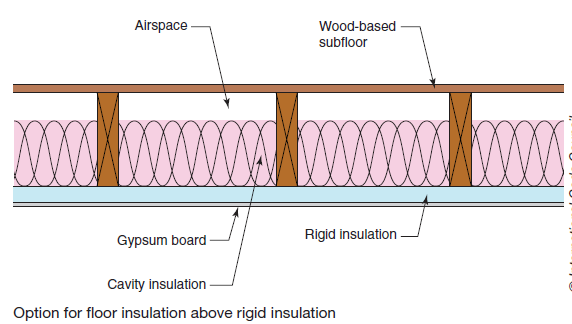 Airspace
Wood-based
subfloor
Gypsum board
Rigid insulation
Cavity insulation
Option for floor insulation above rigid insulation